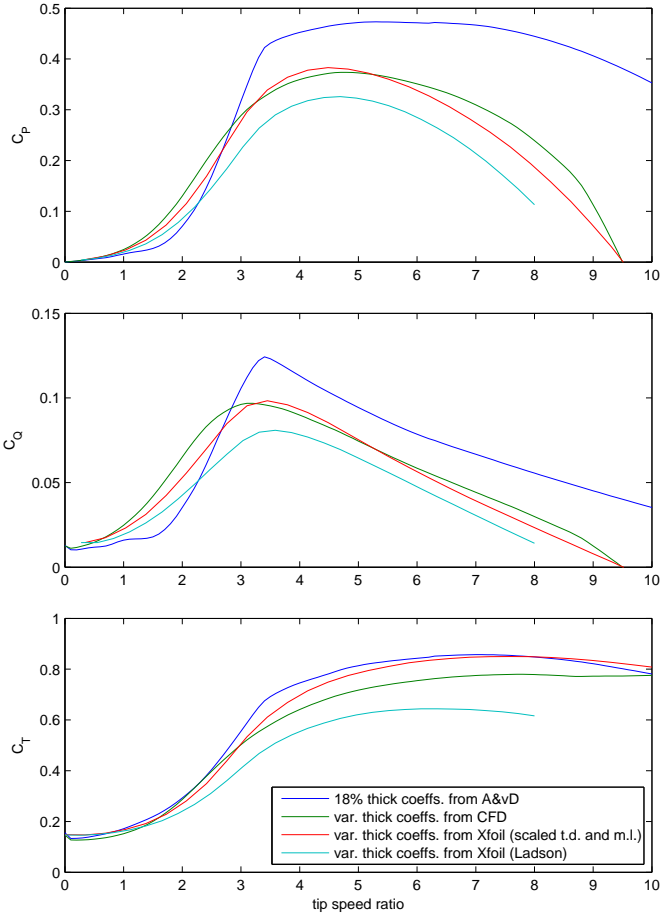 0.5
0.4
0.3
0.2
0.1
0
C_P
0 1 2 3 4 5 6 7 8 9 10
0.15
0.1
0.05
0
C_Q
0 1 2 3 4 5 6 7 8 9 10
1
0.8
0.6
0.4
0.2
0
C_T
18% thick coeffs. from A&vD
var. thick coeffs. from CFD
var. thick coeffs. from Xfoil (scaled t.d. and m.l.)
var. thick coeffs. from Xfoil (Ladson)
0 1 2 3 4 5 6 7 8 9 10
tip speed ratio